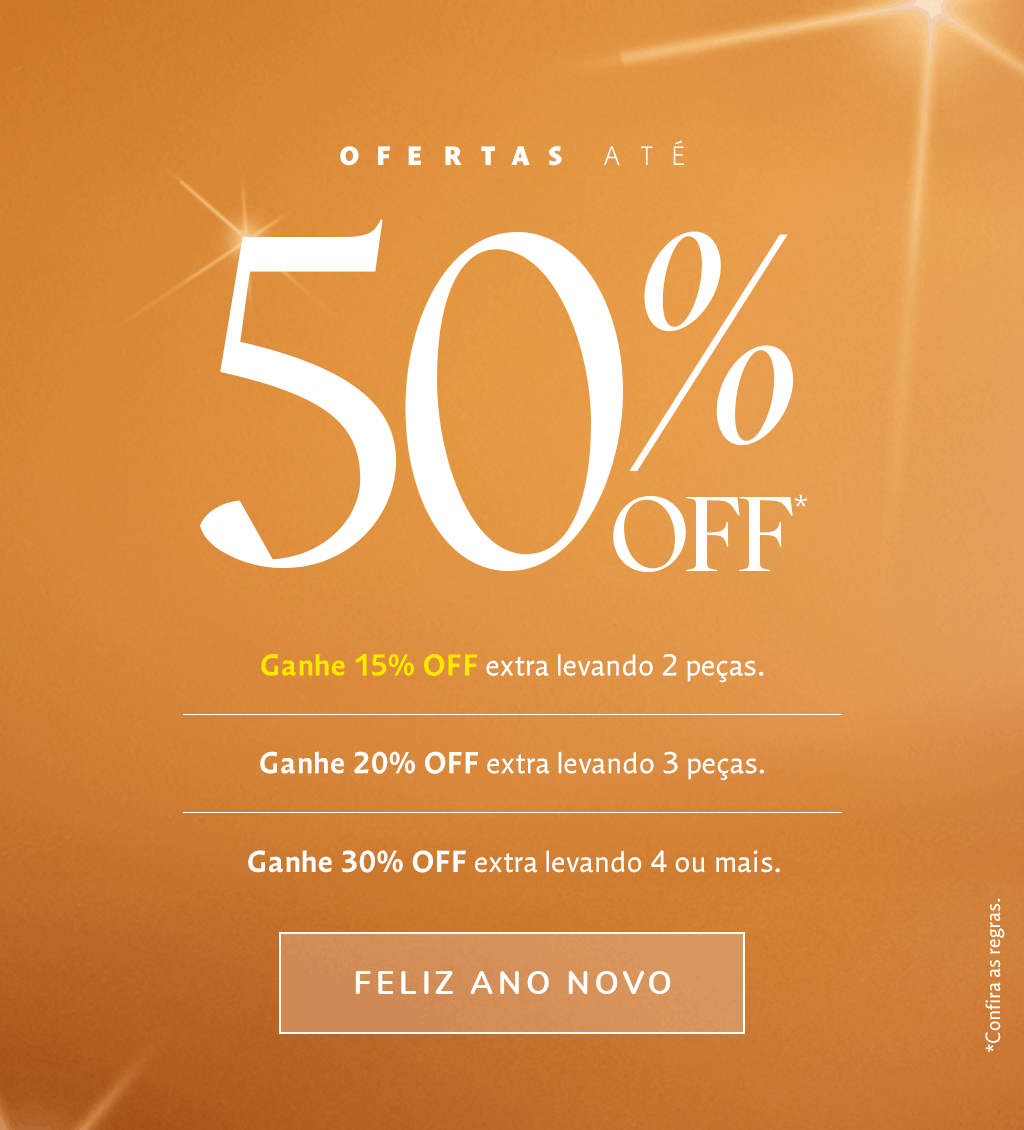 OFERTAS ATÉ
50%
OFF*
Ganhe 15% OFF extra levando 2 peças.
Ganhe 20% OFF extra levando 3 peças.
Ganhe 30% OFF extra levando 4 ou mais.
FELIZ ANO NOVO
*Confira as regras.